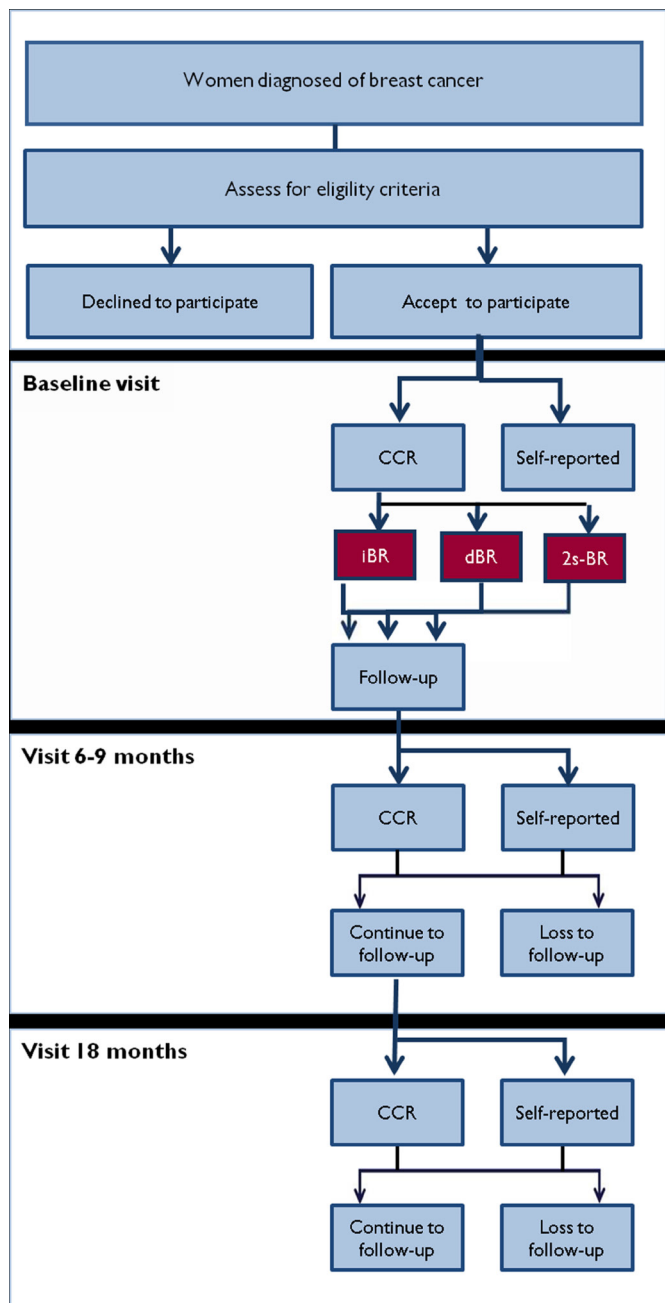 Women diagnosed of breast cancer
Assess for eligility criteria
Declined to participate
Accept to participate
Baseline visit
CCR
Self-reported
iBR
dBR
2s-BR
Follow-up
Visit 6-9 months
CCR
Self-reported
Continue to
follow-up
Loss to
follow-up
Visit 18 months
CCR
Self-reported
Continue to
follow-up
Loss to
follow-up